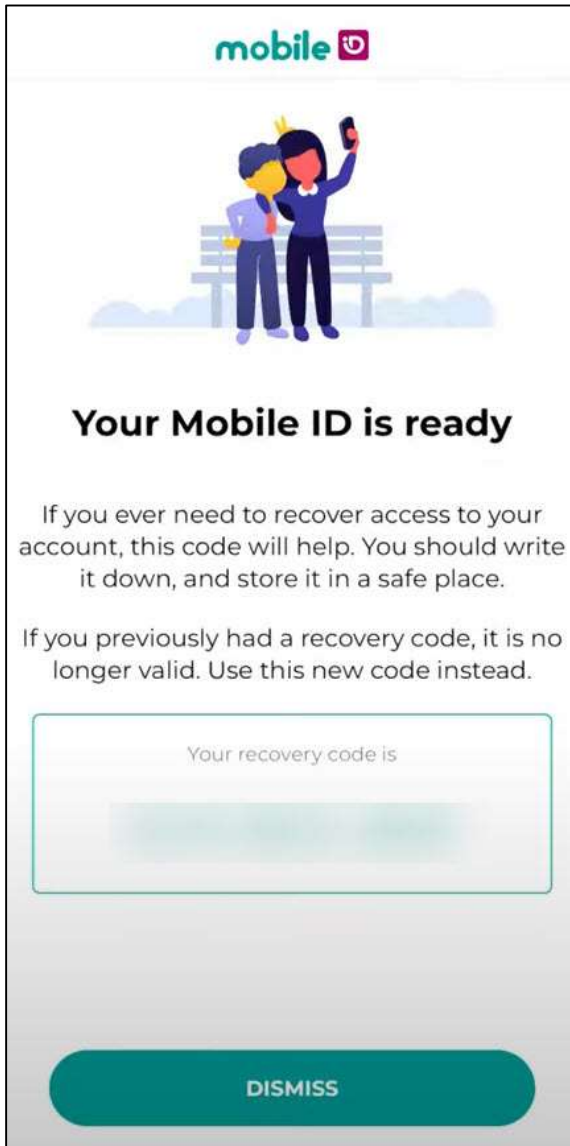 mobile iD
Your Mobile ID is ready
If you ever need to recover access to your
account, this code will help. You should write
it down, and store it in a safe place.
If you previously had a recovery code, it is no
longer valid. Use this new code instead.
Your recovery code is
DISMISS